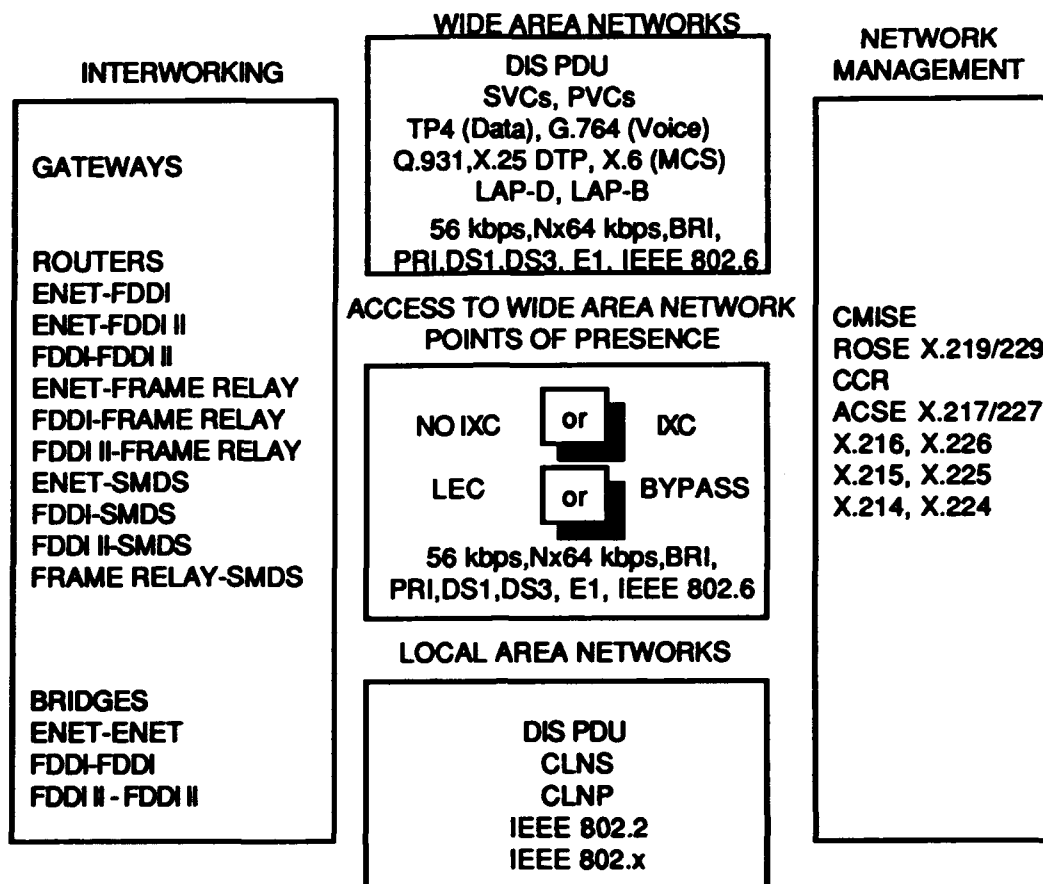 INTERWORKING
GATEWAYS
ROUTERS
ENET-FDDI
ENET-FDDI II
FDDI-FDDI II
ENET-FRAME RELAY
FDDI-FRAME RELAY
FDDI II-FRAME RELAY
ENET-SMDS
FDDI-SMDS
FDDI II-SMDS
FRAME RELAY-SMDS
BRIDGES
ENET-ENET
FDDI-FDDI
FDDI II - FDDI II
WIDE AREA NETWORKS
DIS PDU
SVCs, PVCs
TP4 (Data), G.764 (Voice)
Q.931,X.25 DTP, X.6 (MCS)
LAP-D, LAP-B
56 kbps,Nx64 kbps,BRI,
PRI,DS1,DS3, E1, IEEE 802.6
ACCESS TO WIDE AREA NETWORK
POINTS OF PRESENCE
NO IXC or IXC
LEC or BYPASS
56 kbps,Nx64 kbps,BRI,
PRI,DS1,DS3, E1, IEEE 802.6
LOCAL AREA NETWORKS
DIS PDU
CLNS
CLNP
IEEE 802.2
IEEE 802.x
NETWORK
MANAGEMENT
CMISE
ROSE X.219/229
CCR
ACSE X.217/227
X.216, X.226
X.215, X.225
X.214, X.224